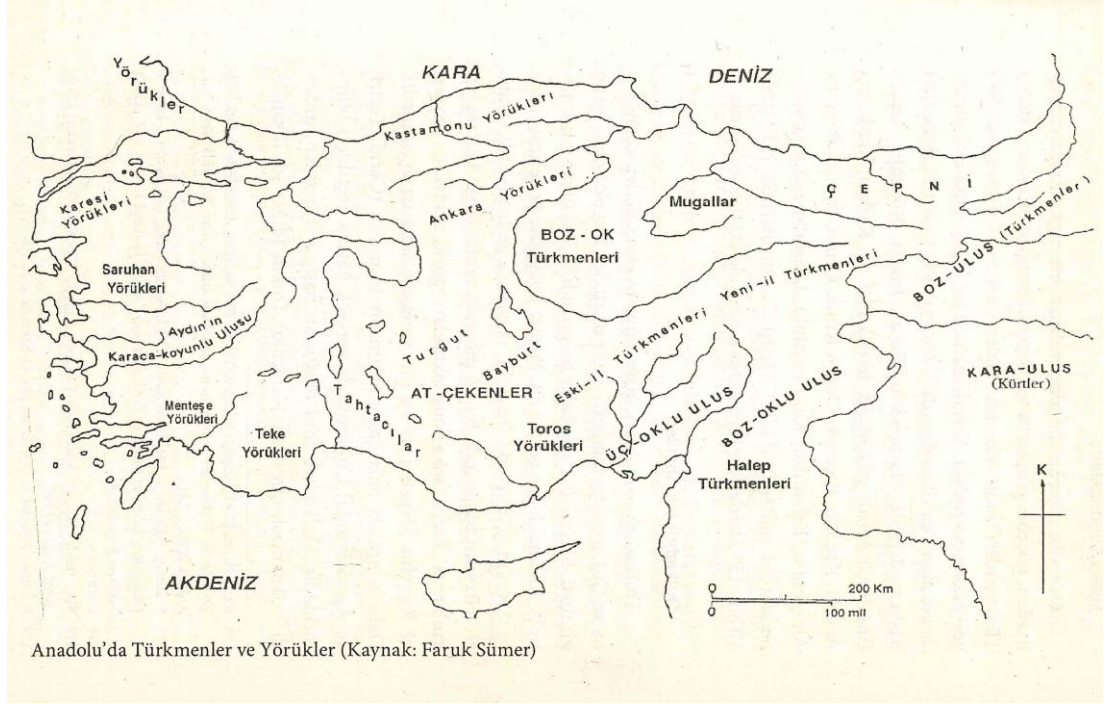 Yörükler
KARA DENİZ
Kastamonu Yörükleri
Karesi
Yörükleri
Ankara Yörükleri
Mugallar
ÇEPNİ
BOZ - OK
Türkmenleri
Saruhan
Yörükleri
Aydın'ın
Karaca-koyunlu Ulusu
Turgut
Bayburt
Eski-il Türkmenleri
Yeni-il Türkmenleri
BOZ-ULUS (Türkmenler)
KARA-ULUS
(Kürtler)
Menteşe
Yörükleri
Teke
Yörükleri
Tahtacılar
AT-ÇEKENLER
Toros
Yörükleri
ÜÇ-OKLU ULUS
BOZ-OKLU ULUS
Halep
Türkmenleri
K
AKDENİZ
0 200 Km
0 100 mil
Anadolu’da Türkmenler ve Yörükler (Kaynak: Faruk Sümer)